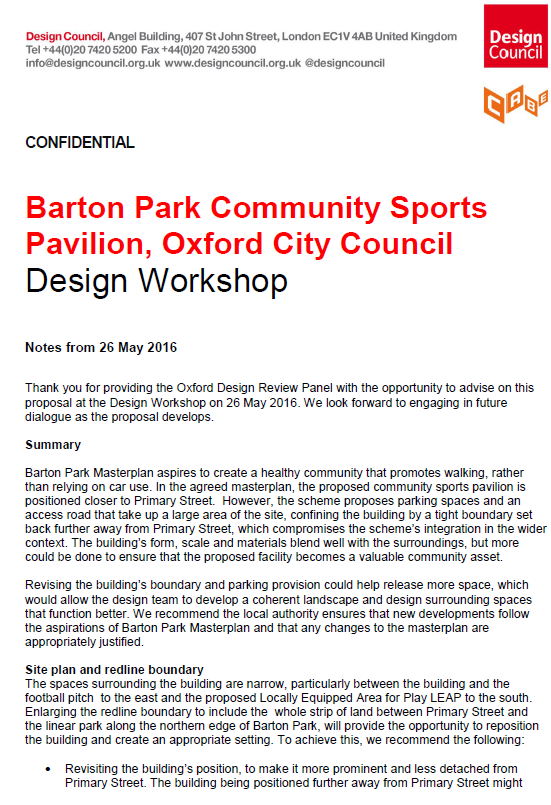 Design Council, Angel Building, 407 St John Street, London EC1V 4AB United Kingdom
Tel +44(0)20 7420 5200 Fax +44(0)20 7420 5300
info@designcouncil.org.uk www.designcouncil.org.uk @designcouncil
Design
Council
CABE
CONFIDENTIAL
Barton Park Community Sports
Pavilion, Oxford City Council
Design Workshop
Notes from 26 May 2016
Thank you for providing the Oxford Design Review Panel with the opportunity to advise on this
proposal at the Design Workshop on 26 May 2016. We look forward to engaging in future
dialogue as the proposal develops.
Summary
Barton Park Masterplan aspires to create a healthy community that promotes walking, rather
than relying on car use. In the agreed masterplan, the proposed community sports pavilion is
positioned closer to Primary Street. However, the scheme proposes parking spaces and an
access road that take up a large area of the site, confining the building by a tight boundary set
back further away from Primary Street, which compromises the scheme's integration in the wider
context. The building's form, scale and materials blend well with the surroundings, but more
could be done to ensure that the proposed facility becomes a valuable community asset.
Revising the building's boundary and parking provision could help release more space, which
would allow the design team to develop a coherent landscape and design surrounding spaces
that function better. We recommend the local authority ensures that new developments follow
the aspirations of Barton Park Masterplan and that any changes to the masterplan are
appropriately justified.
Site plan and redline boundary
The spaces surrounding the building are narrow, particularly between the building and the
football pitch to the east and the proposed Locally Equipped Area for Play LEAP to the south.
Enlarging the redline boundary to include the whole strip of land between Primary Street and
the linear park along the northern edge of Barton Park, will provide the opportunity to reposition
the building and create an appropriate setting. To achieve this, we recommend the following:
• Revisiting the building's position, to make it more prominent and less detached from
Primary Street. The building being positioned further away from Primary Street might